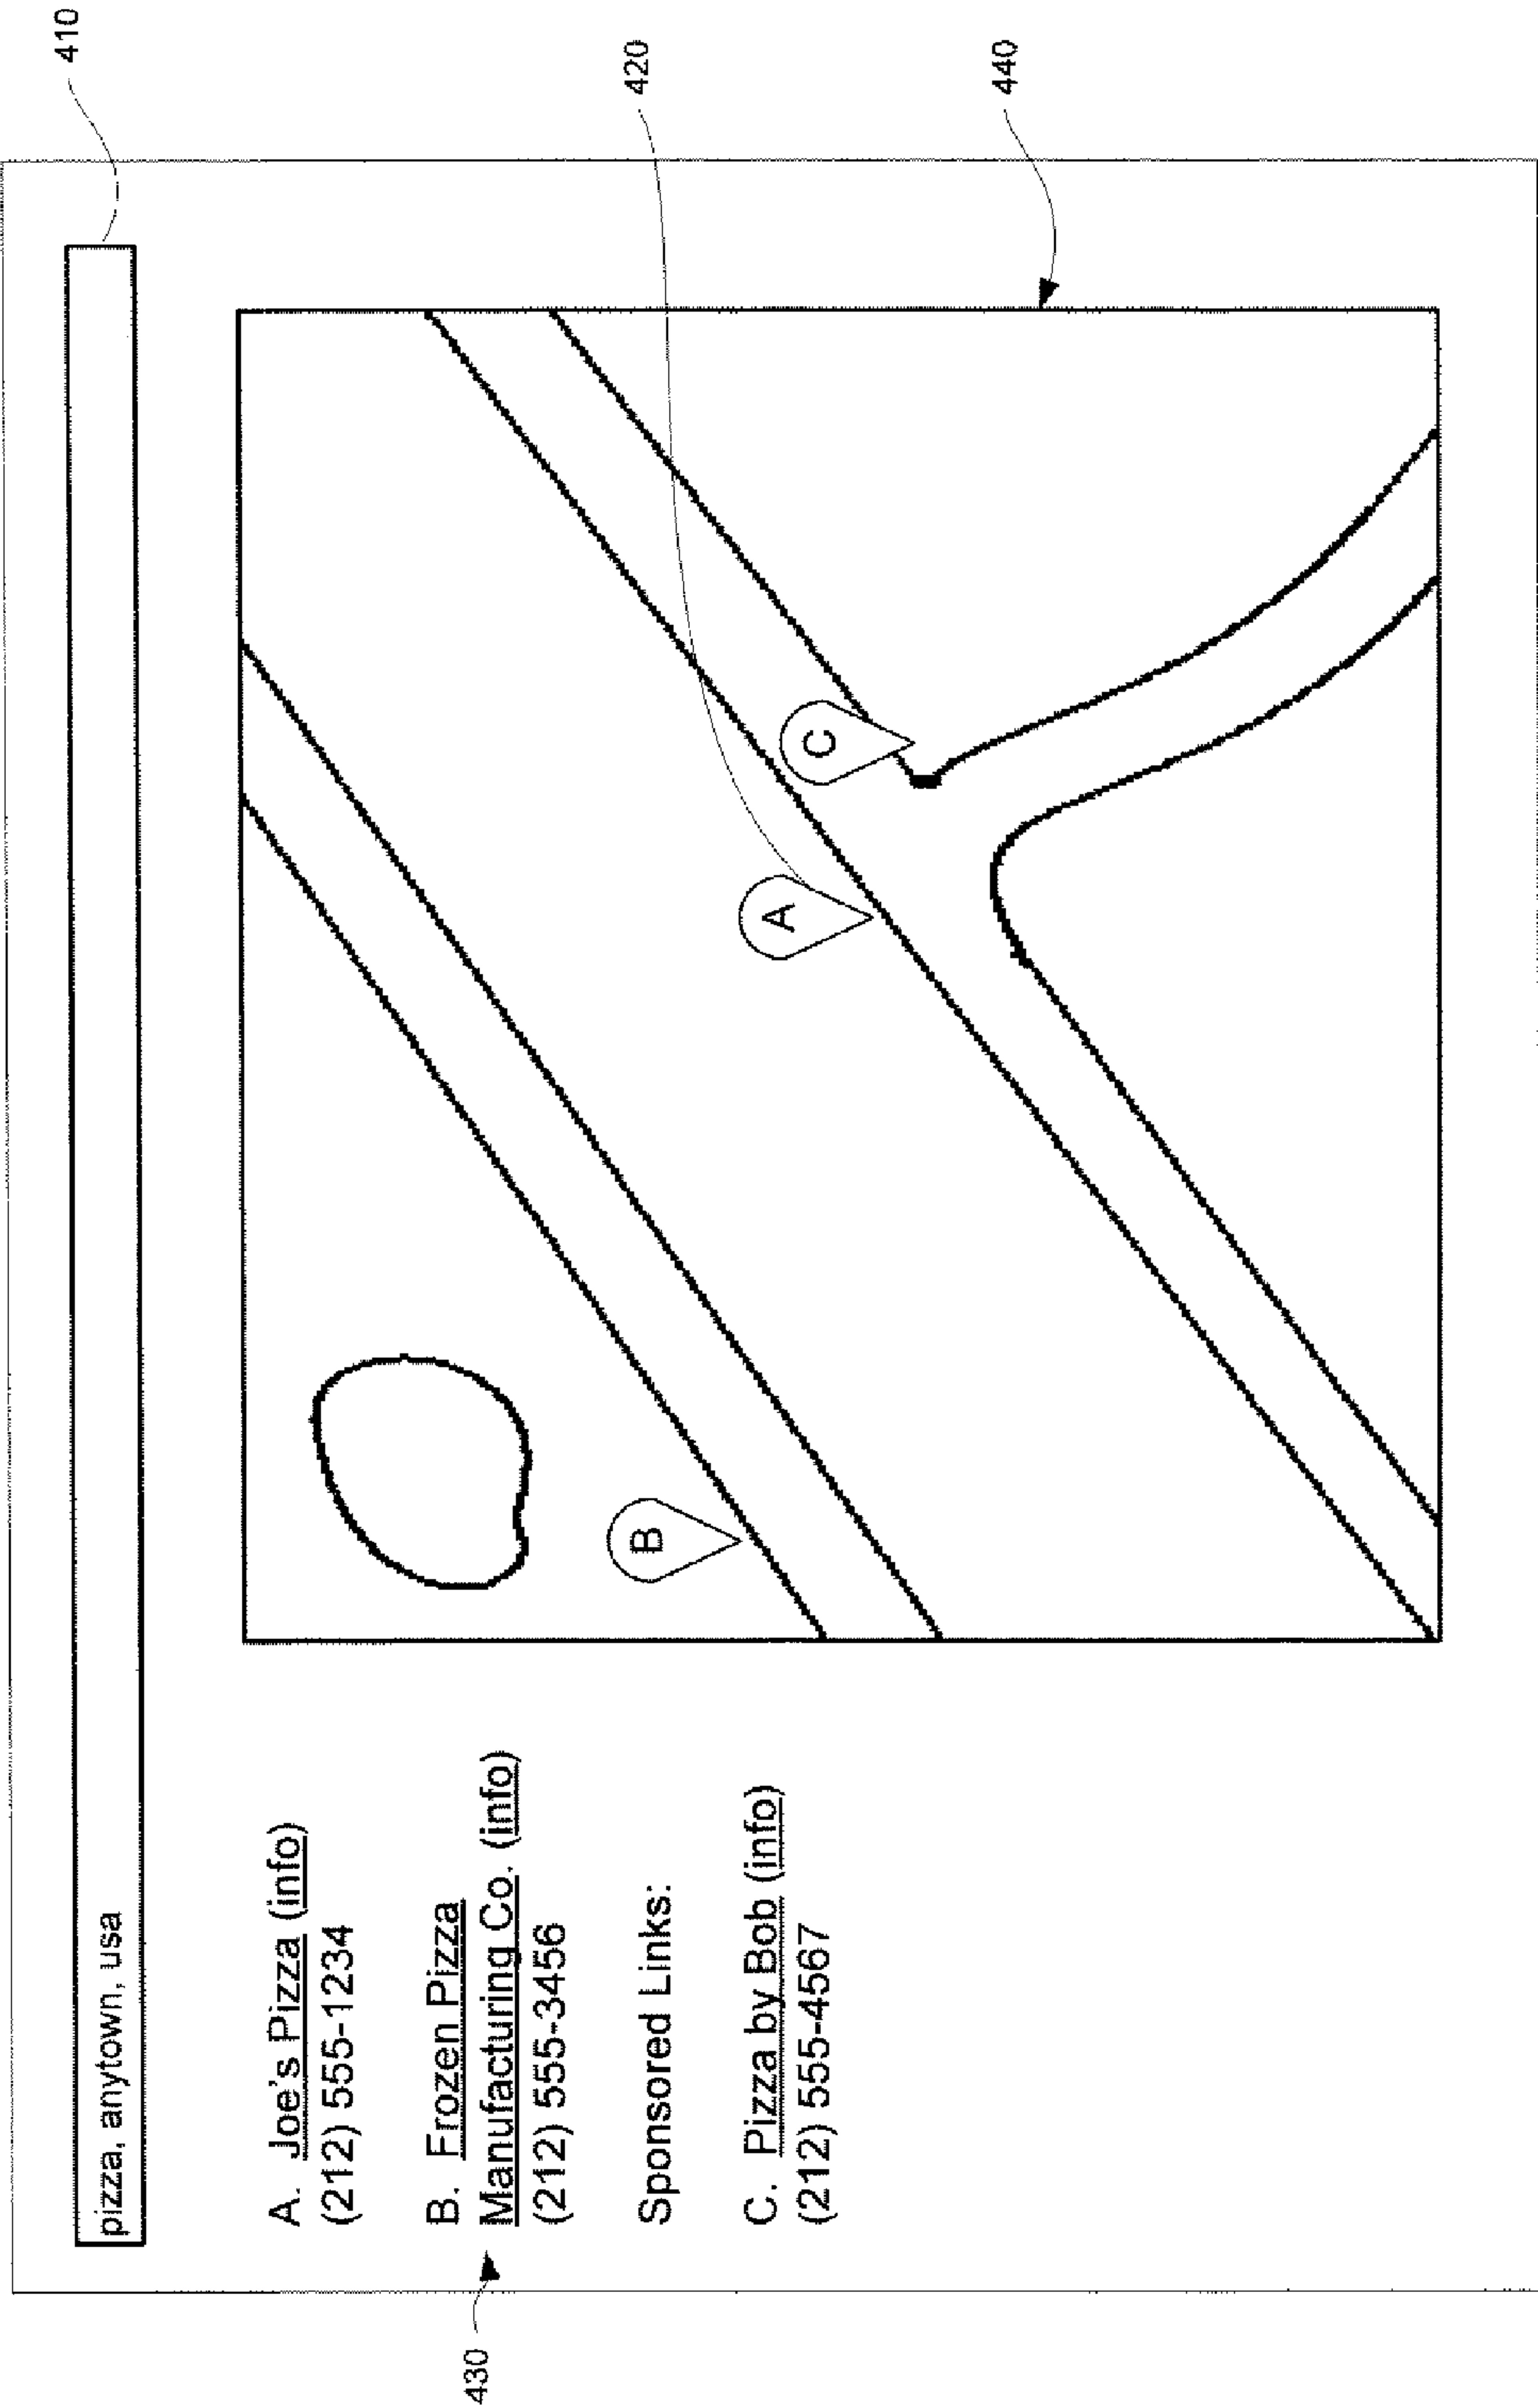 410
pizza, anytown, usa
A. Joe's Pizza (info)
(212) 555-1234
B. Frozen Pizza
Manufacturing Co. (info)
(212) 555-3456
Sponsored Links:
C. Pizza by Bob (info)
(212) 555-4567
430
B
A
C
420
440